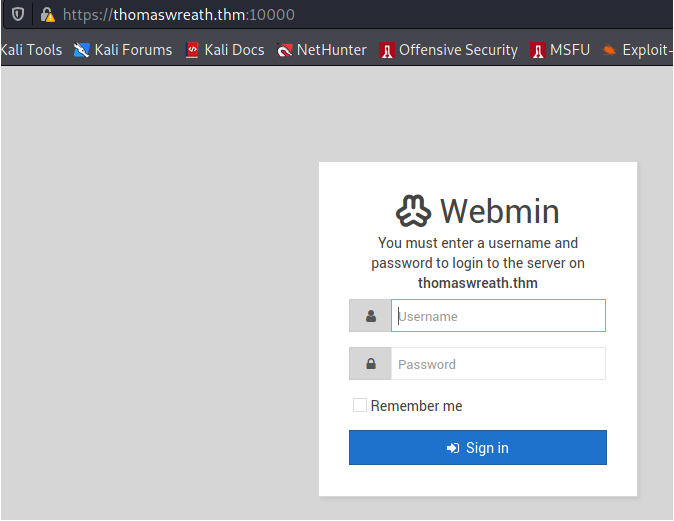 https://thomaswreath.thm:10000
Kali Tools Kali Forums Kali Docs NetHunter Offensive Security MSFU Exploit-
Webmin
You must enter a username and
password to login to the server on
thomaswreath.thm
Username
Password
Remember me
Sign in